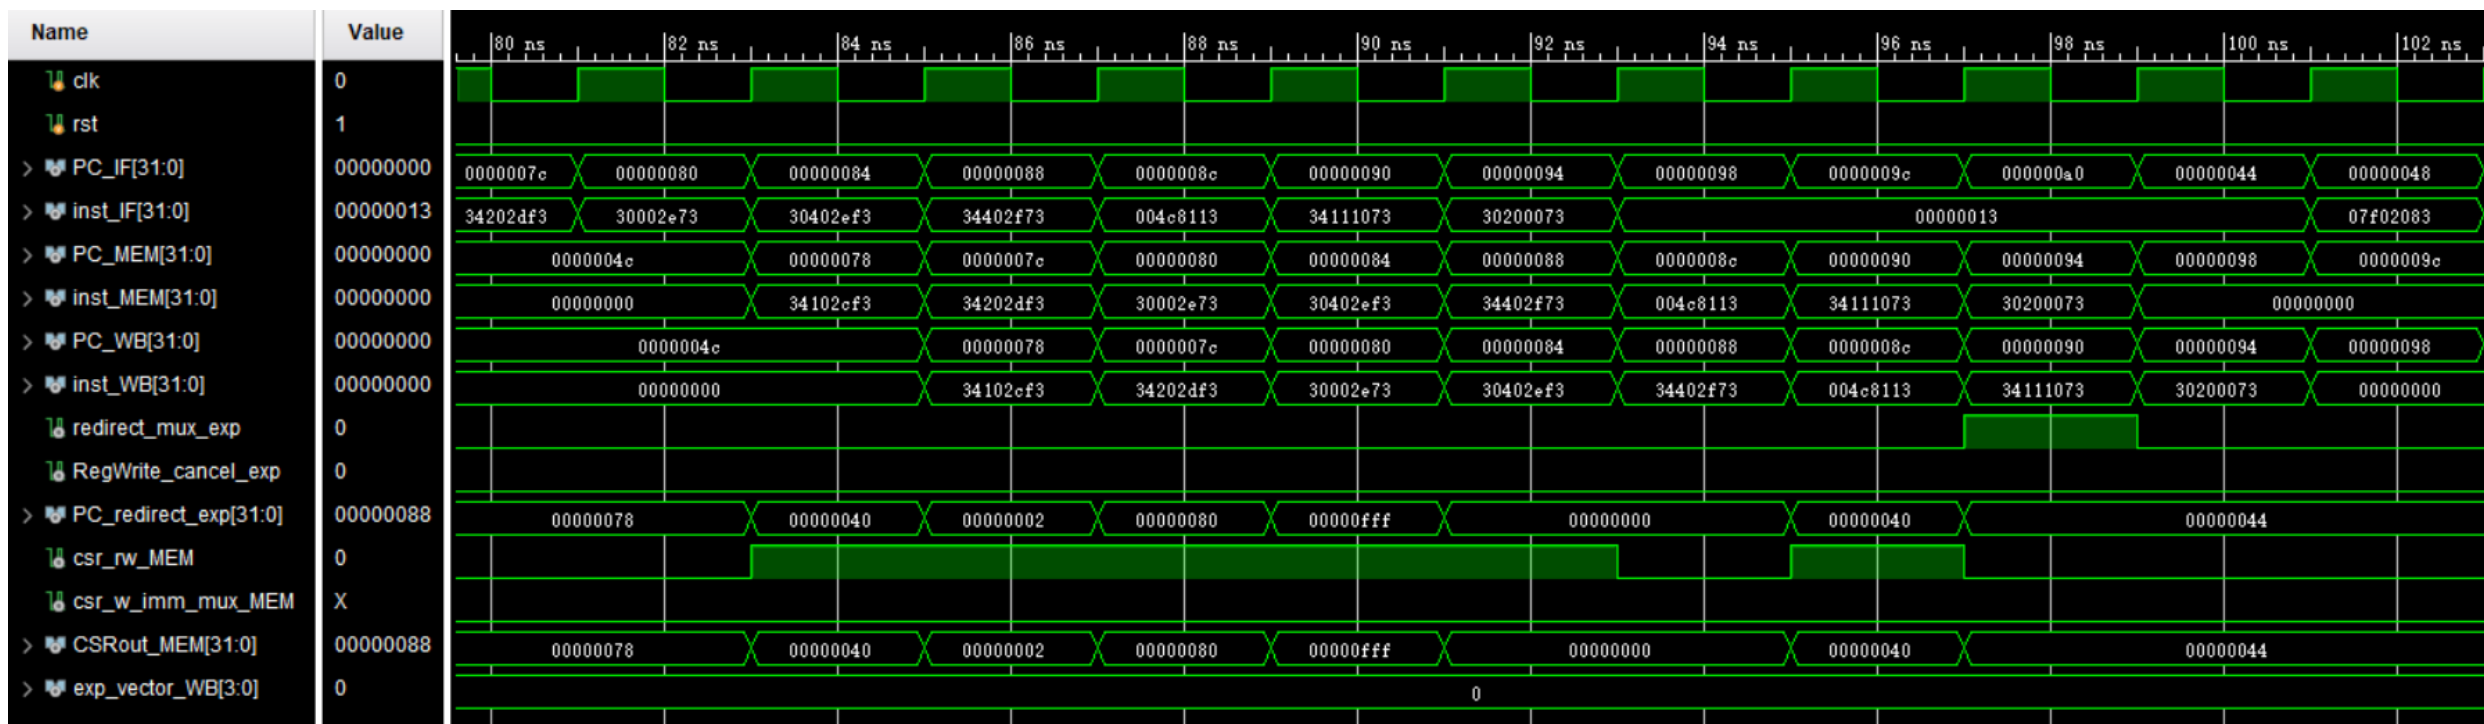 Name Value 80 ns 82 ns 84 ns 86 ns 88 ns 90 ns 92 ns 94 ns 96 ns 98 ns 100 ns 102 ns
clk 0
rst 1
PC_IF[31:0] 00000000 0000007c 00000080 00000084 00000088 0000008c 00000090 00000094 00000098 0000009c 000000a0 00000044 00000048
inst_IF[31:0] 00000013 34202df3 30002e73 30402ef3 34402f73 004c8113 34111073 30200073 00000013 07f02083
PC_MEM[31:0] 00000000 0000004c 00000078 0000007c 00000080 00000084 00000088 0000008c 00000090 00000094 00000098 0000009c
inst_MEM[31:0] 00000000 00000000 34102cf3 34202df3 30002e73 30402ef3 34402f73 004c8113 34111073 30200073 00000000
PC_WB[31:0] 00000000 0000004c 00000078 0000007c 00000080 00000084 00000088 0000008c 00000090 00000094 00000098
inst_WB[31:0] 00000000 00000000 34102cf3 34202df3 30002e73 30402ef3 34402f73 004c8113 34111073 30200073 00000000
redirect_mux_exp 0
RegWrite_cancel_exp 0
PC_redirect_exp[31:0] 00000088 00000078 00000040 00000002 00000080 00000fff 00000000 00000040 00000044
csr_rw_MEM 0
csr_w_imm_mux_MEM X
CSRout_MEM[31:0] 00000088 00000078 00000040 00000002 00000080 00000fff 00000000 00000040 00000044
exp_vector_WB[3:0] 0 0